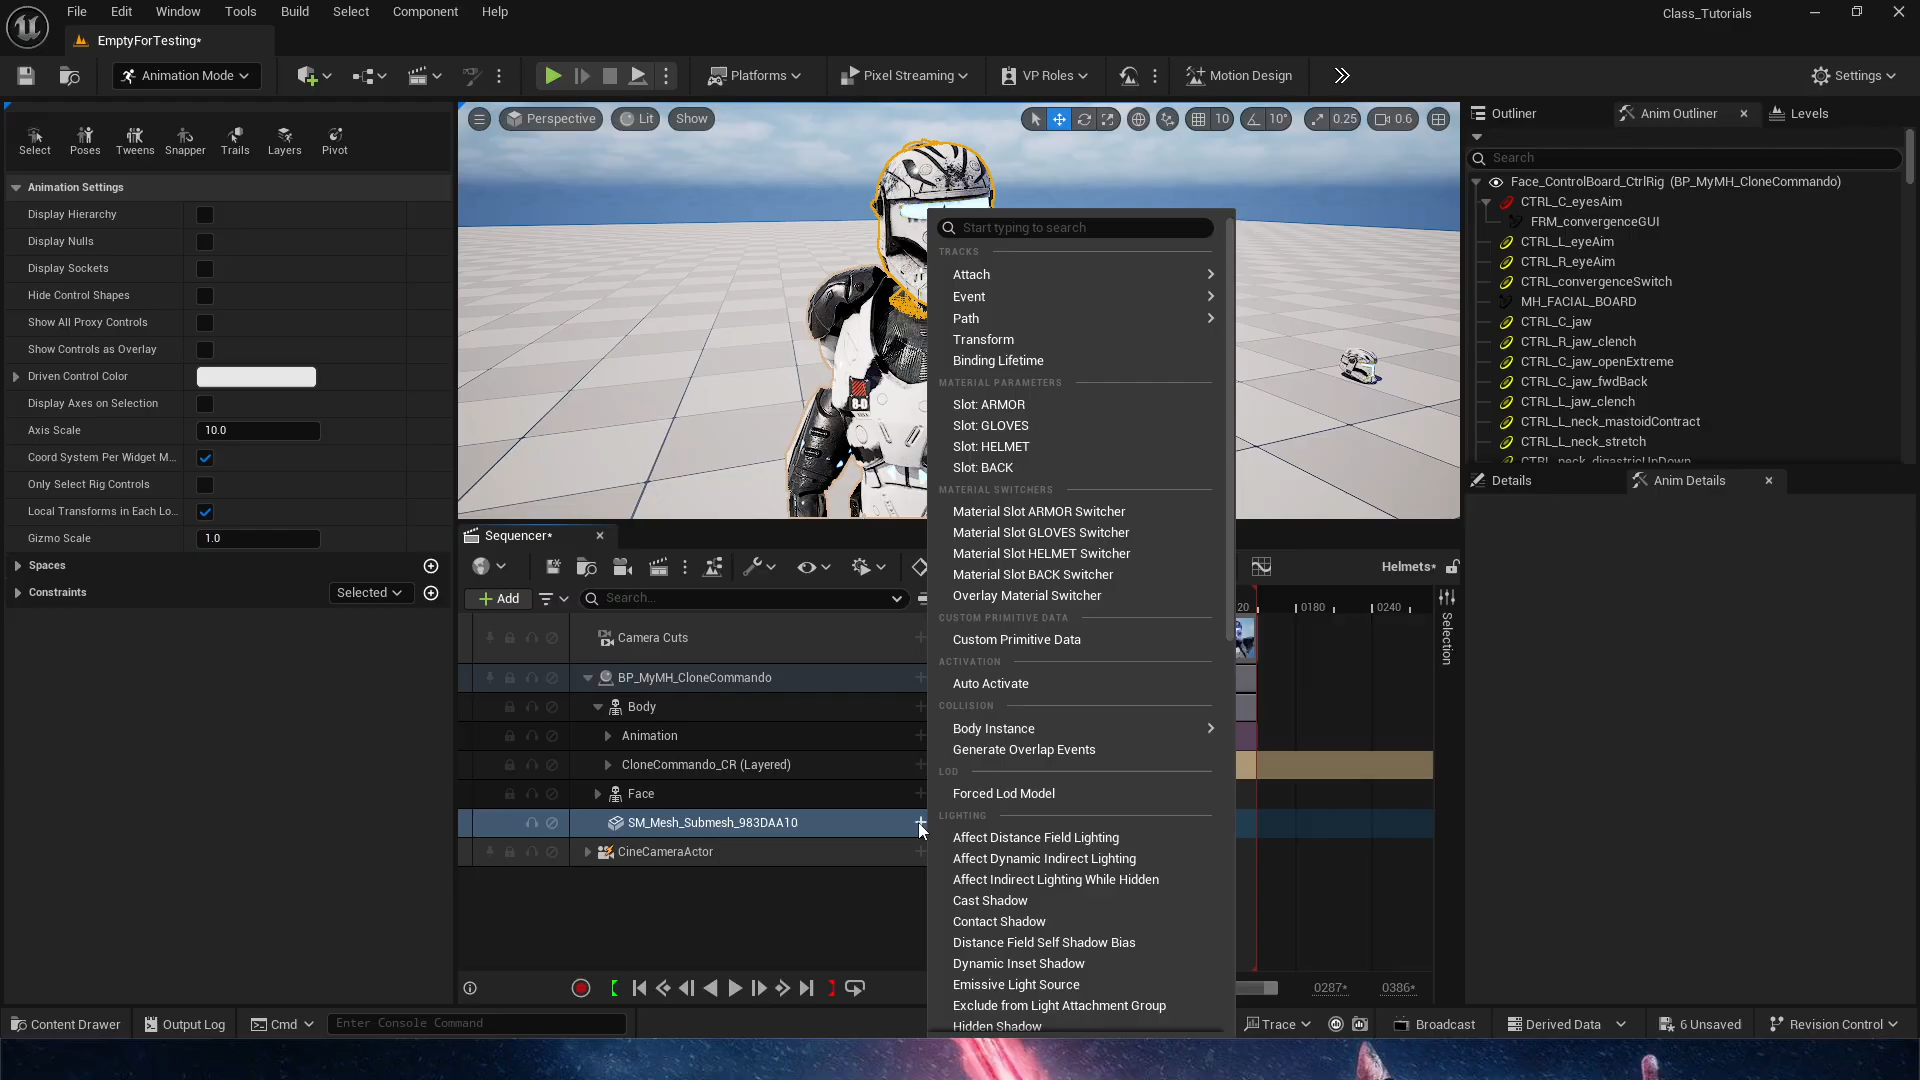 File Edit Window Tools Build Select Component Help
Class_Tutorials
EmptyForTesting*
Animation Mode
Platforms
Pixel Streaming
VP Roles
Motion Design
Settings
Select Poses Tweens Snapper Trails Layers Pivot
Animation Settings
Display Hierarchy
Display Nulls
Display Sockets
Hide Control Shapes
Show All Proxy Controls
Show Controls as Overlay
Driven Control Color
Display Axes on Selection
Axis Scale 10.0
Coord System Per Widget M...
Only Select Rig Controls
Local Transforms in Each Lo...
Gizmo Scale 1.0
Spaces
Constraints Selected
Perspective Lit Show
10 10° 0.25 0.6
8-D
Start typing to search
TRACKS
Attach
Event
Path
Transform
Binding Lifetime
MATERIAL PARAMETERS
Slot: ARMOR
Slot: GLOVES
Slot: HELMET
Slot: BACK
MATERIAL SWITCHERS
Material Slot ARMOR Switcher
Material Slot GLOVES Switcher
Material Slot HELMET Switcher
Material Slot BACK Switcher
Overlay Material Switcher
CUSTOM PRIMITIVE DATA
Custom Primitive Data
ACTIVATION
Auto Activate
COLLISION
Body Instance
Generate Overlap Events
LOD
Forced Lod Model
LIGHTING
Affect Distance Field Lighting
Affect Dynamic Indirect Lighting
Affect Indirect Lighting While Hidden
Cast Shadow
Contact Shadow
Distance Field Self Shadow Bias
Dynamic Inset Shadow
Emissive Light Source
Exclude from Light Attachment Group
Hidden Shadow
Sequencer*
Helmets*
Add
Search...
20 0180 0240
Selection
Camera Cuts
BP_MyMH_CloneCommando
Body
Animation
CloneCommando_CR (Layered)
Face
SM_Mesh_Submesh_983DAA10
CineCameraActor
0287* 0386*
Outliner
Anim Outliner
Levels
Search
Face_ControlBoard_CtrlRig (BP_MyMH_CloneCommando)
CTRL_C_eyesAim
FRM_convergenceGUI
CTRL_L_eyeAim
CTRL_R_eyeAim
CTRL_convergenceSwitch
MH_FACIAL_BOARD
CTRL_C_jaw
CTRL_R_jaw_clench
CTRL_C_jaw_openExtreme
CTRL_C_jaw_fwdBack
CTRL_L_jaw_clench
CTRL_L_neck_mastoidContract
CTRL_L_neck_stretch
CTRL_neck_digastricUpDown
Details
Anim Details
Content Drawer
Output Log
Cmd
Enter Console Command
Trace
Broadcast
Derived Data
6 Unsaved
Revision Control